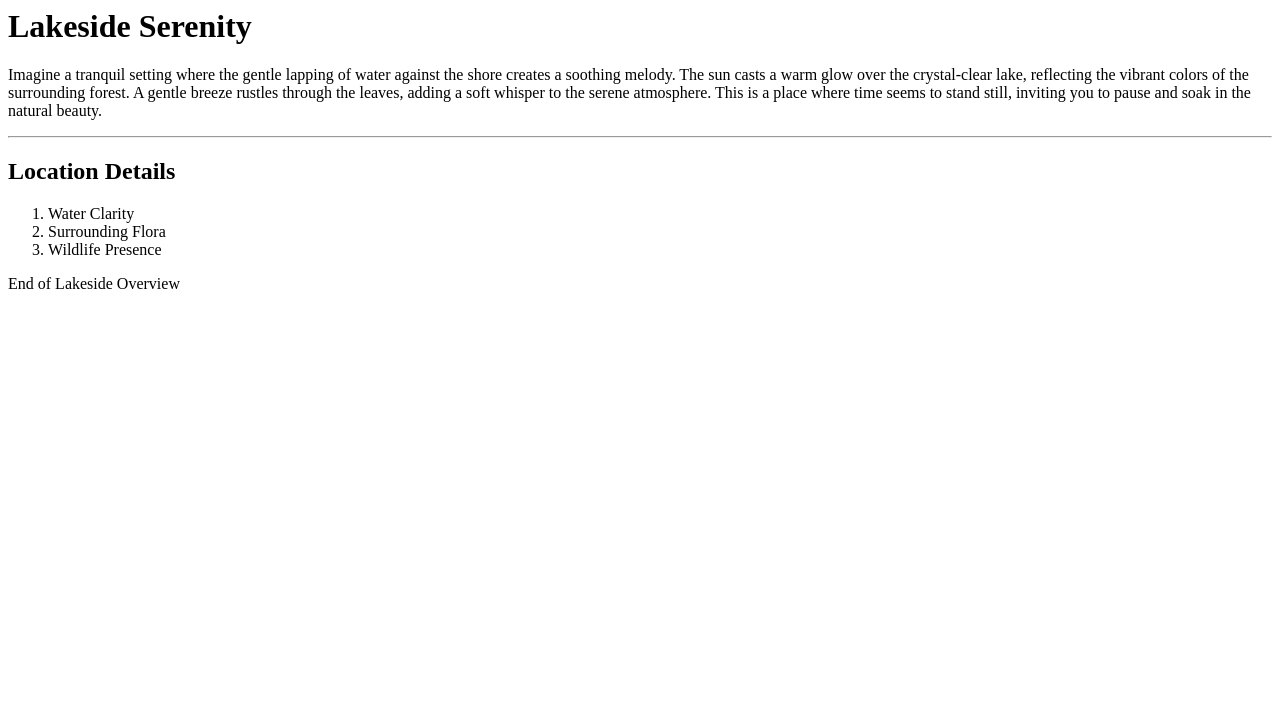 Lakeside Serenity
Imagine a tranquil setting where the gentle lapping of water against the shore creates a soothing melody. The sun casts a warm glow over the crystal-clear lake, reflecting the vibrant colors of the
surrounding forest. A gentle breeze rustles through the leaves, adding a soft whisper to the serene atmosphere. This is a place where time seems to stand still, inviting you to pause and soak in the
natural beauty.
Location Details
1. Water Clarity
2. Surrounding Flora
3. Wildlife Presence
End of Lakeside Overview